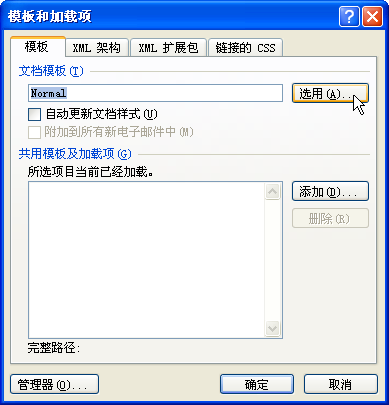 模板和加载项
模板 XML 架构 XML 扩展包 链接的 CSS
文档模板(T)
Normal 选用(A)...
自动更新文档样式(U)
附加到所有新电子邮件中(M)
共用模板及加载项(G)
所选项目当前已经加载。
添加(D)...
删除(R)
完整路径:
管理器(O)... 确定 取消